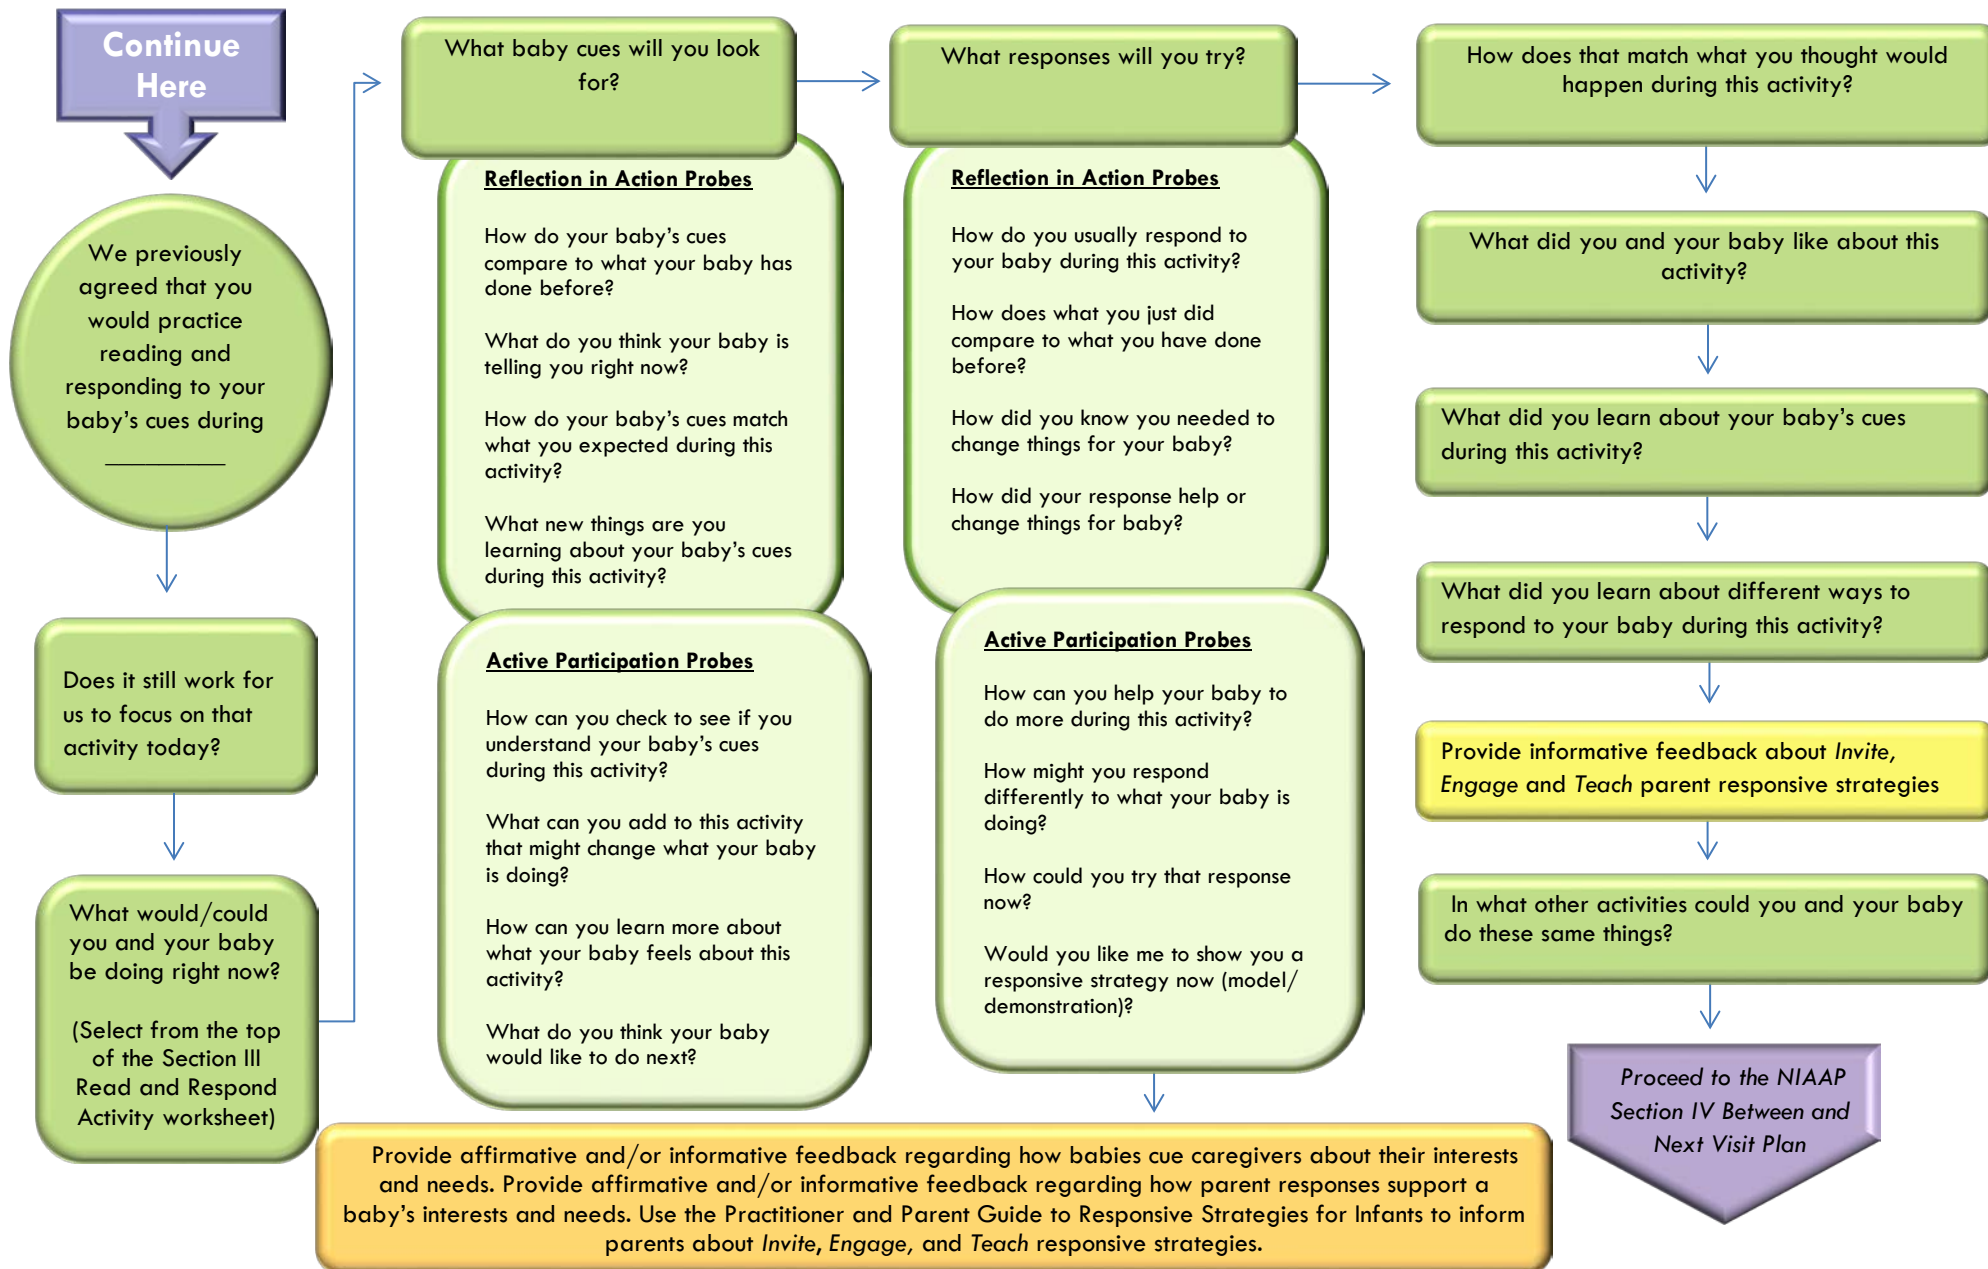 Continue
Here
We previously
agreed that you
would practice
reading and
responding to your
baby’s cues during
__________
Does it still work for
us to focus on that
activity today?
What would/could
you and your baby
be doing right now?
(Select from the top
of the Section III
Read and Respond
Activity worksheet)
What baby cues will you look
for?
Reflection in Action Probes
How do your baby’s cues
compare to what your baby has
done before?
What do you think your baby is
telling you right now?
How do your baby’s cues match
what you expected during this
activity?
What new things are you
learning about your baby’s cues
during this activity?
Active Participation Probes
How can you check to see if you
understand your baby’s cues
during this activity?
What can you add to this activity
that might change what your baby
is doing?
How can you learn more about
what your baby feels about this
activity?
What do you think your baby
would like to do next?
What responses will you try?
Reflection in Action Probes
How do you usually respond to
your baby during this activity?
How does what you just did
compare to what you have done
before?
How did you know you needed to
change things for your baby?
How did your response help or
change things for baby?
Active Participation Probes
How can you help your baby to
do more during this activity?
How might you respond
differently to what your baby is
doing?
How could you try that response
now?
Would you like me to show you a
responsive strategy now (model/
demonstration)?
Provide affirmative and/or informative feedback regarding how babies cue caregivers about their interests
and needs. Provide affirmative and/or informative feedback regarding how parent responses support a
baby’s interests and needs. Use the Practitioner and Parent Guide to Responsive Strategies for Infants to inform
parents about Invite, Engage, and Teach responsive strategies.
How does that match what you thought would
happen during this activity?
What did you and your baby like about this
activity?
What did you learn about your baby’s cues
during this activity?
What did you learn about different ways to
respond to your baby during this activity?
Provide informative feedback about Invite,
Engage and Teach parent responsive strategies
In what other activities could you and your baby
do these same things?
Proceed to the NIAAP
Section IV Between and
Next Visit Plan